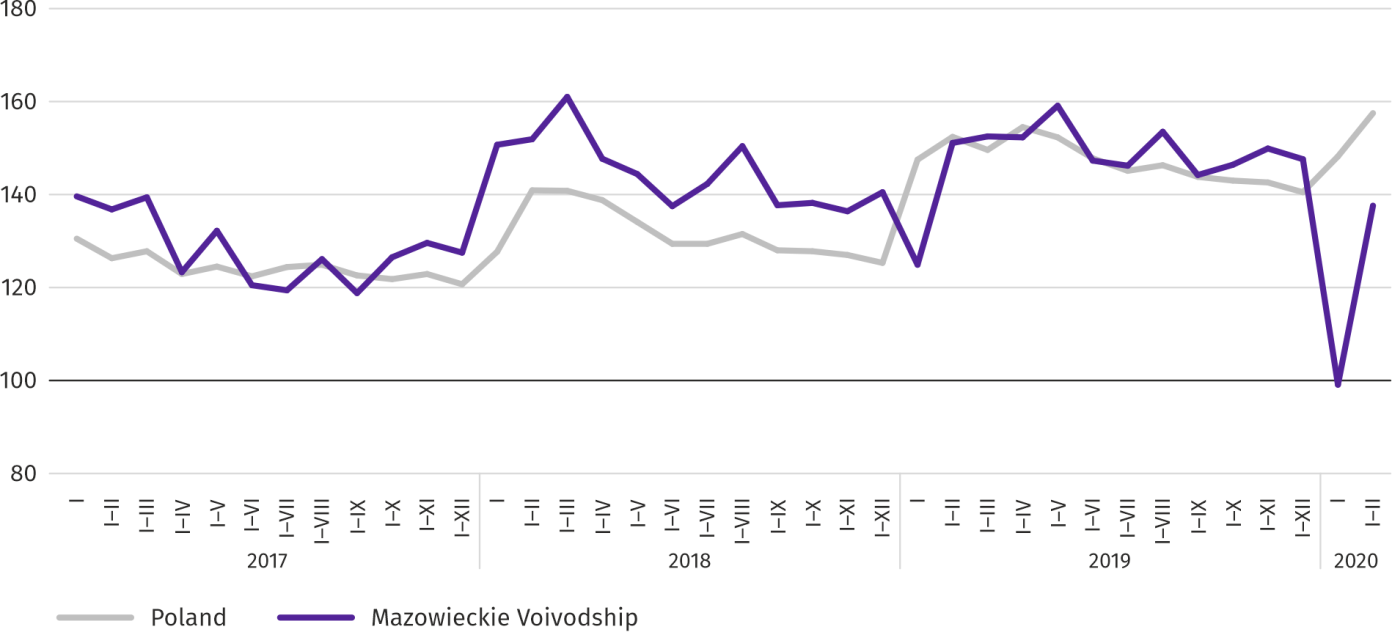 180
160
140
120
100
80
I I–II I–III I–IV I–V I–VI I–VII I–VIII I–IX I–X I–XI I–XII I I–II I–III I–IV I–V I–VI I–VII I–VIII I–IX I–X I–XI I–XII I I–II I–III I–IV I–V I–VI I–VII I–VIII I–IX I–X I–XI I–XII I I–II
2017 2018 2019 2020
Poland Mazowieckie Voivodship